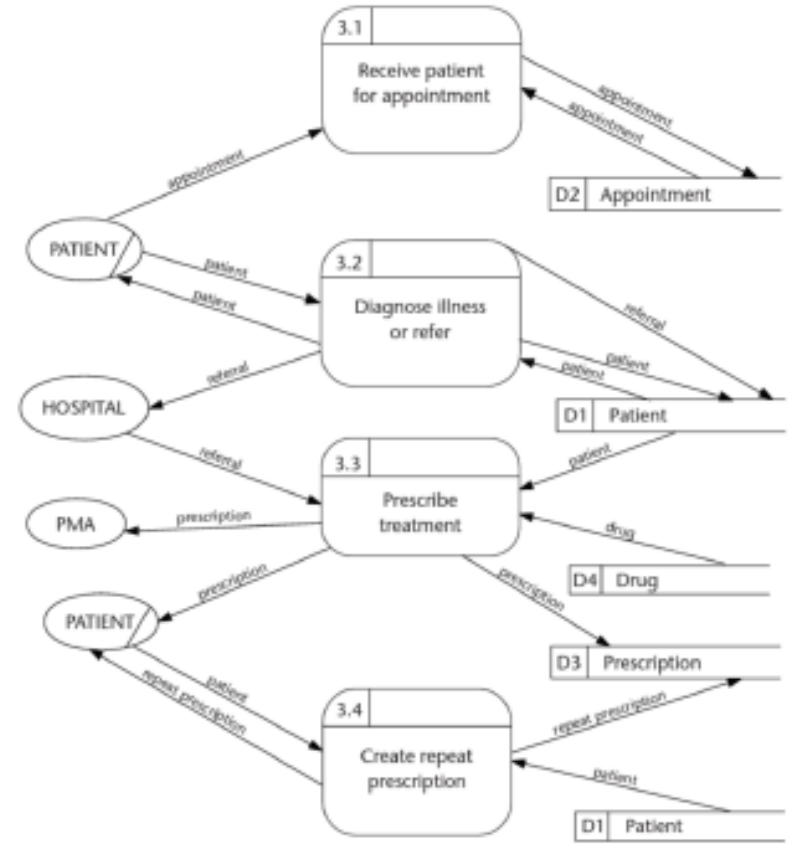 3.1
Receive patient
for appointment
appointment
appointment
appointment
D2 Appointment
PATIENT
patient
patient
3.2
Diagnose illness
or refer
referral
patient
patient
referral
HOSPITAL
D1 Patient
referral
patient
3.3
Prescribe
treatment
prescription
PMA
drug
D4 Drug
prescription
prescription
PATIENT
D3 Prescription
patient
repeat prescription
3.4
Create repeat
prescription
repeat prescription
patient
D1 Patient